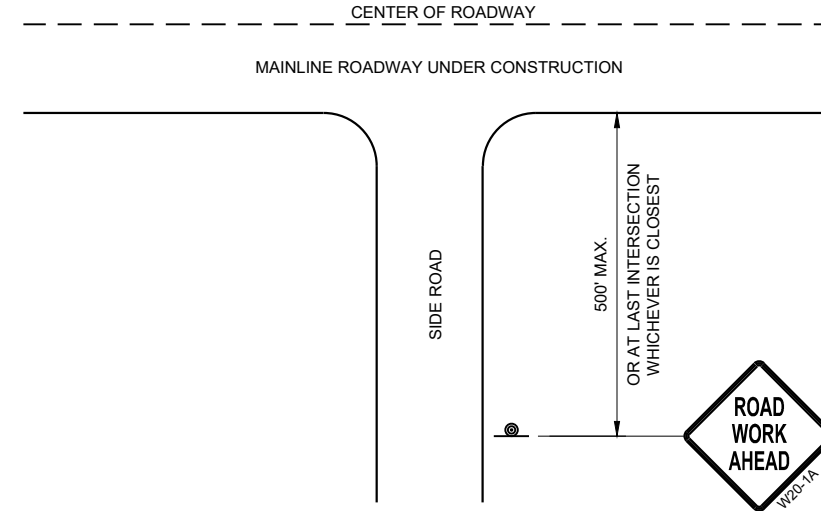 CENTER OF ROADWAY
MAINLINE ROADWAY UNDER CONSTRUCTION
SIDE ROAD
500' MAX.
OR AT LAST INTERSECTION
WHICHEVER IS CLOSEST
ROAD
WORK
AHEAD
W20-1A